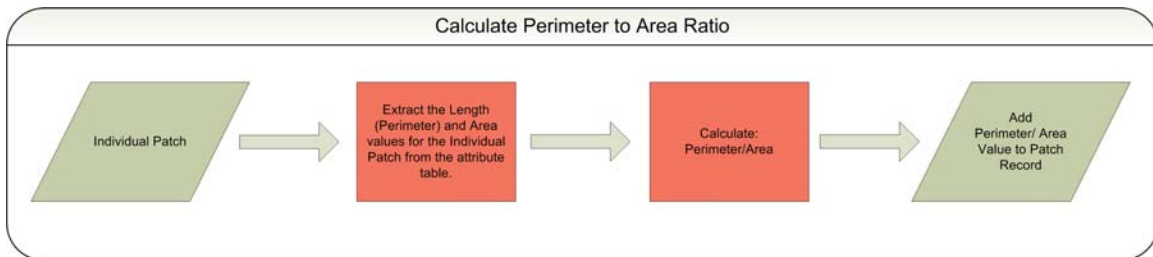 Calculate Perimeter to Area Ratio
Individual Patch
Extract the Length
(Perimeter) and Area
values for the Individual
Patch from the attribute
table.
Calculate:
Perimeter/Area
Add
Perimeter/ Area
Value to Patch
Record